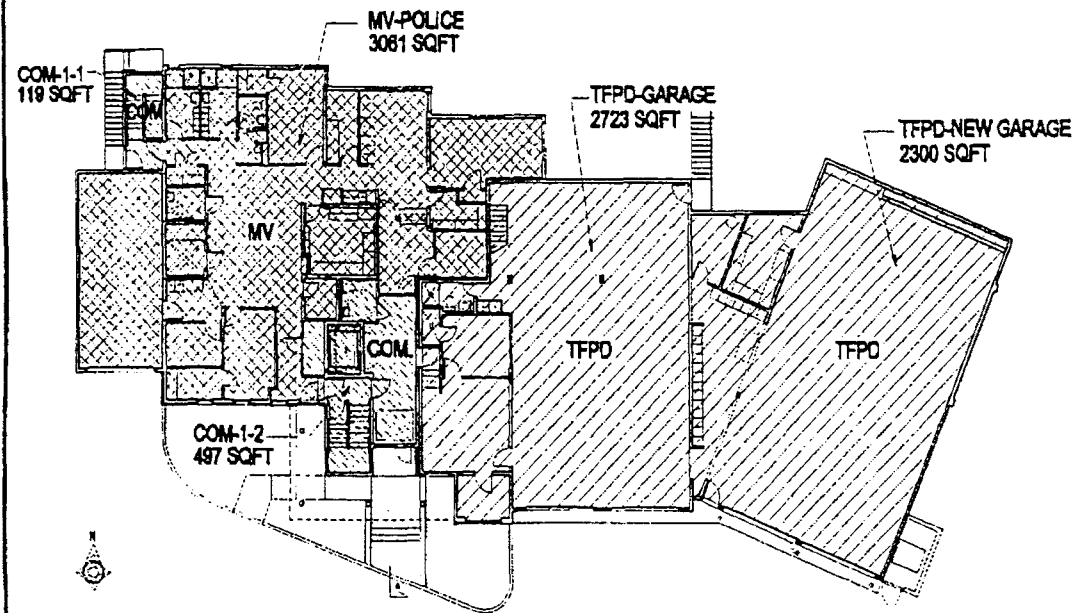 MV-POLICE
3061 SQFT
COM-1-1
119 SQFT
COM
TFPD-GARAGE
2723 SQFT
TFPD-NEW GARAGE
2300 SQFT
MV
COM.
TFPD
TFPD
COM-1-2
497 SQFT
N